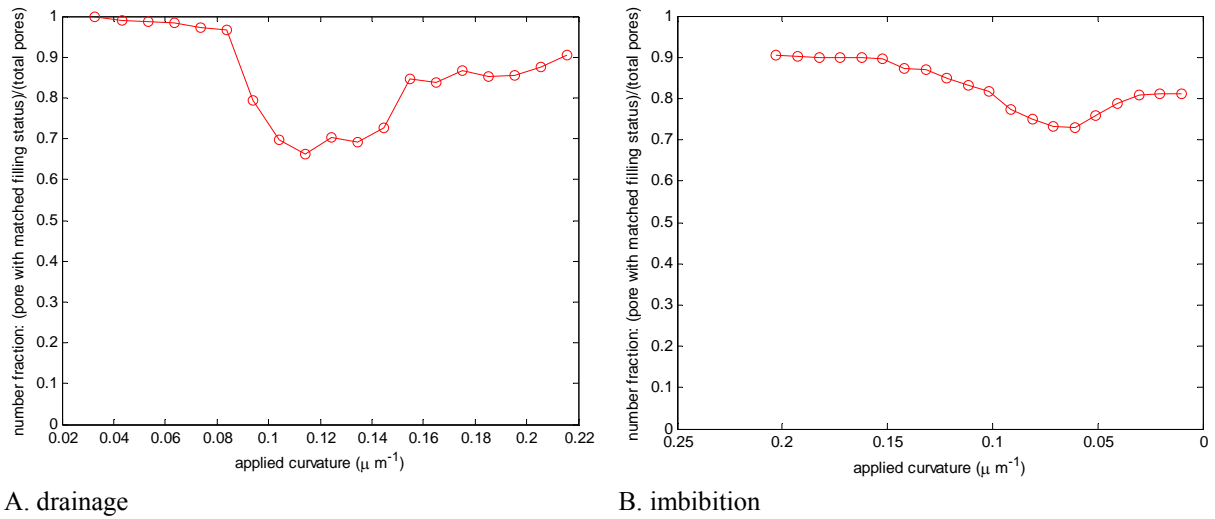 number fraction: (pore with matched filling status)/(total pores)
1
0.9
0.8
0.7
0.6
0.5
0.4
0.3
0.2
0.1
0
0.02 0.04 0.06 0.08 0.1 0.12 0.14 0.16 0.18 0.2 0.22
applied curvature (μ m⁻¹)
A. drainage
number fraction: (pore with matched filling status)/(total pores)
1
0.9
0.8
0.7
0.6
0.5
0.4
0.3
0.2
0.1
0
0.25 0.2 0.15 0.1 0.05 0
applied curvature (μ m⁻¹)
B. imbibition